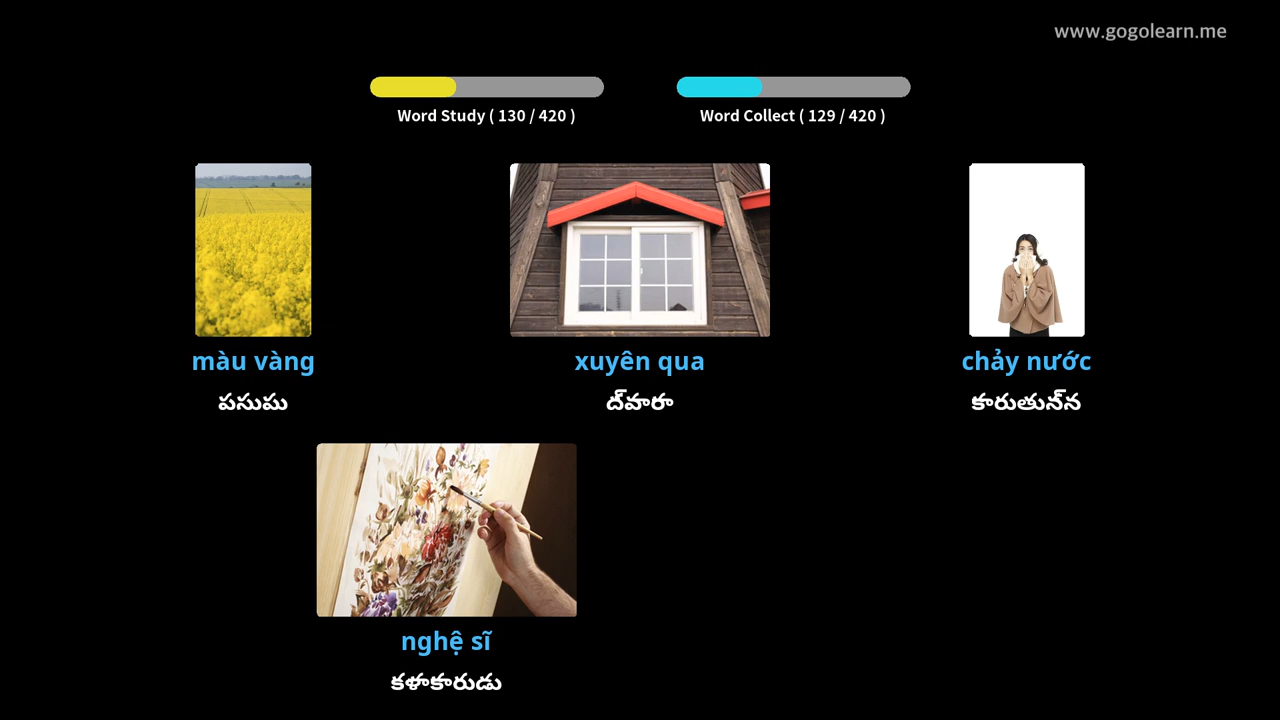 www.gogolearn.me
Word Study ( 130 / 420 )
Word Collect ( 129 / 420 )
màu vàng
పసుపు
xuyên qua
ద్వారా
chảy nước
కారుతున్న
nghệ sĩ
కళాకారుడు